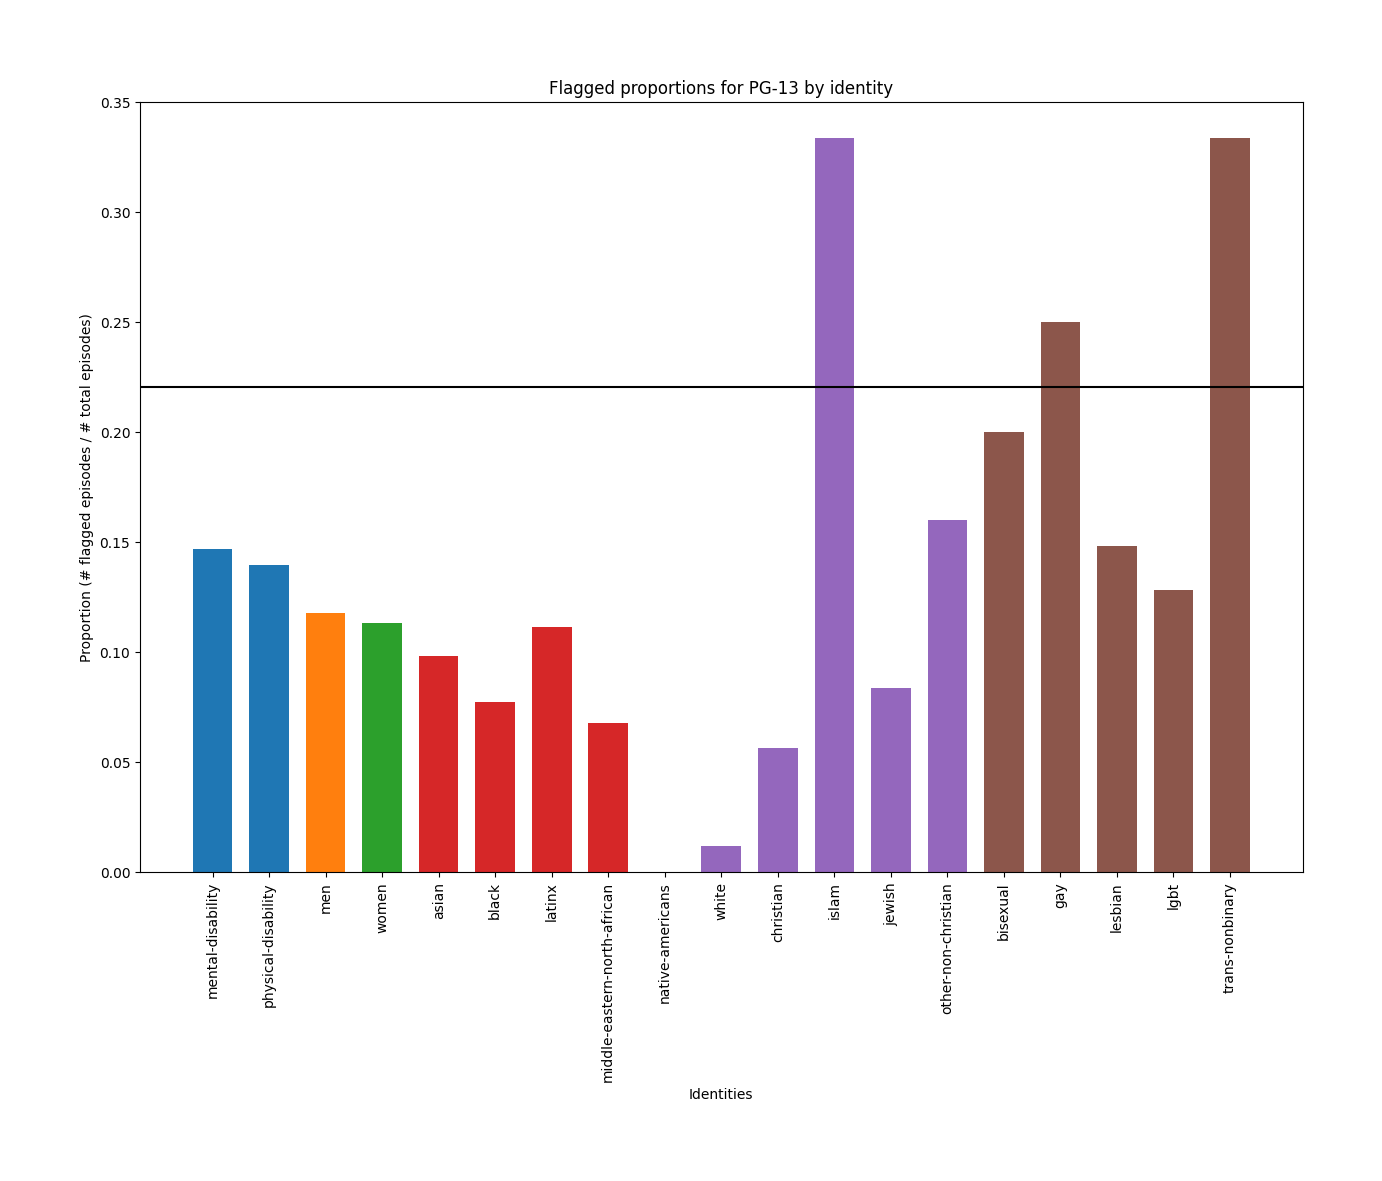 Flagged proportions for PG-13 by identity
0.35
0.30
0.25
0.20
0.15
0.10
0.05
0.00
Proportion (# flagged episodes / # total episodes)
mental-disability
physical-disability
men
women
asian
black
latinx
middle-eastern-north-african
native-americans
white
christian
islam
jewish
other-non-christian
bisexual
gay
lesbian
lgbt
trans-nonbinary
Identities